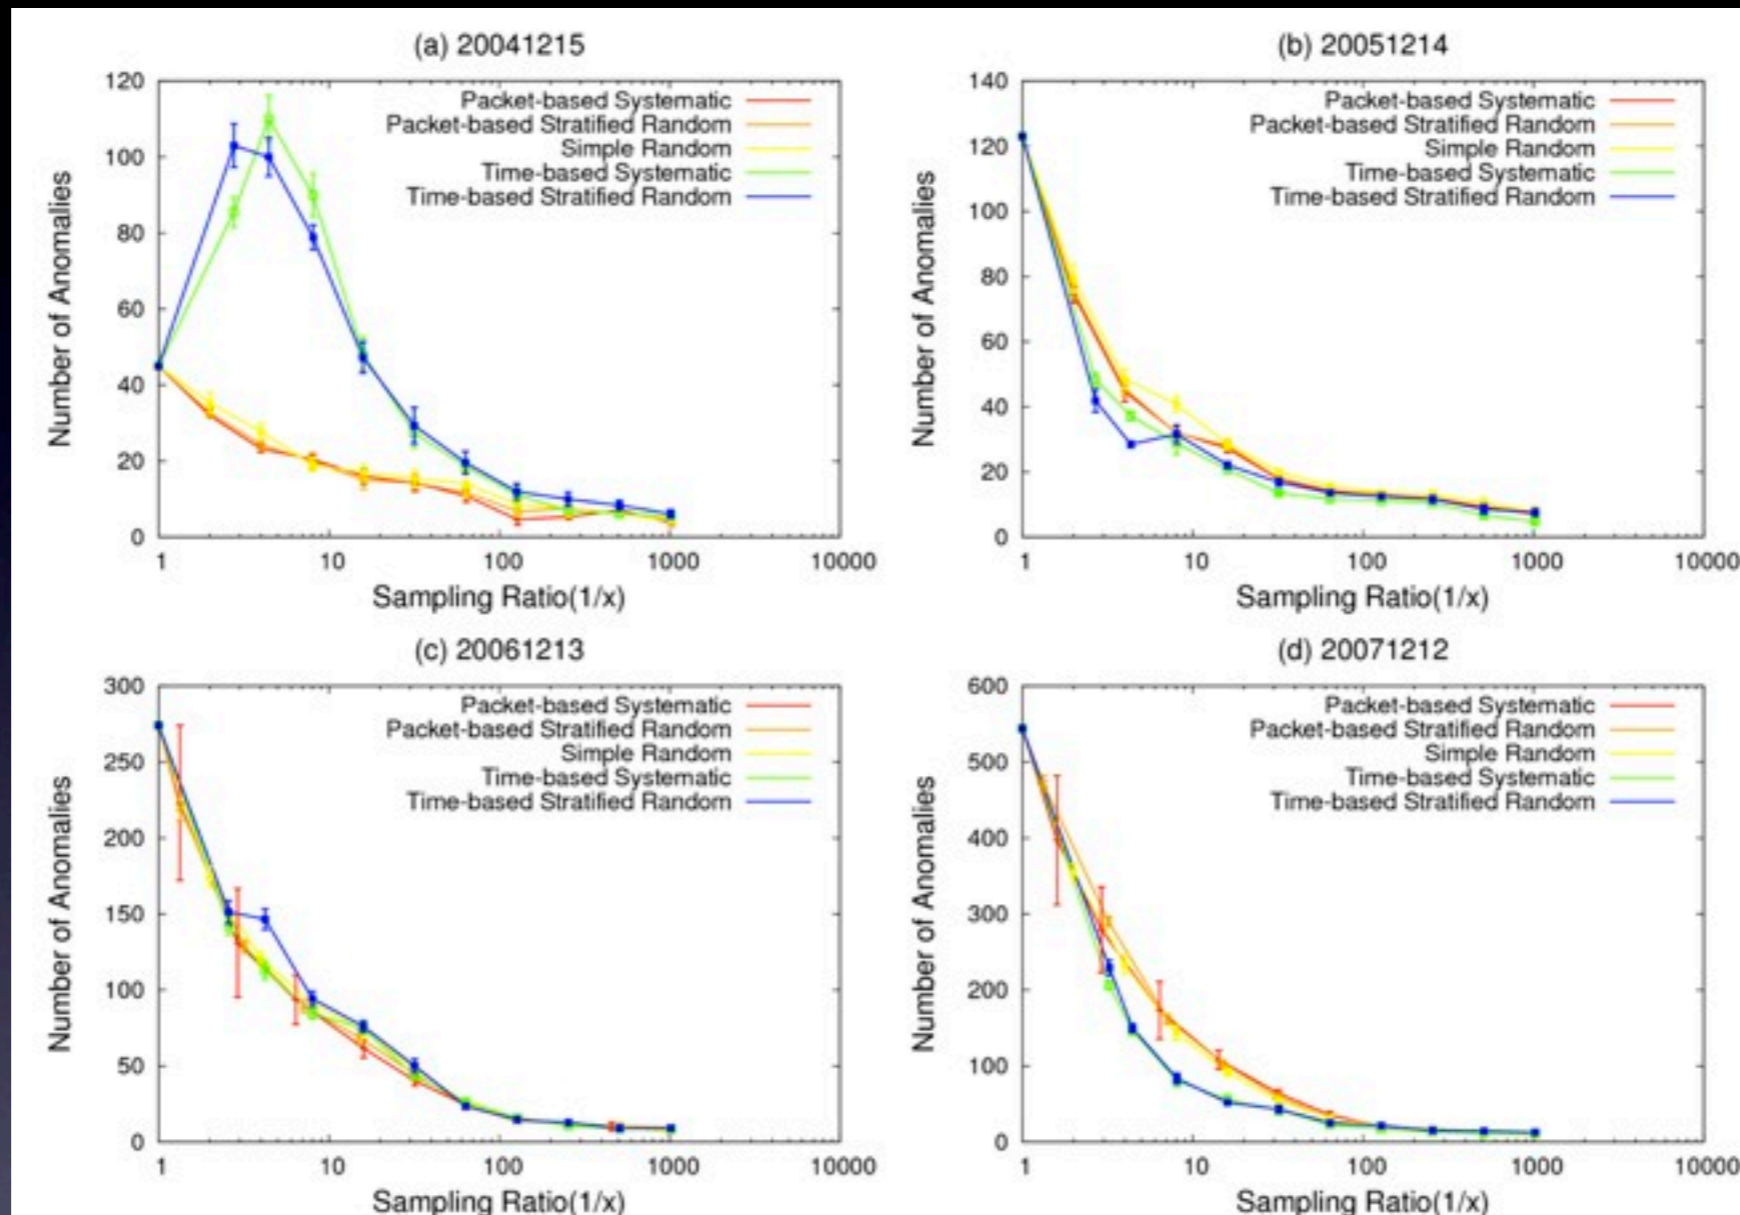 (a) 20041215
120
100
80
60
40
20
0
Number of Anomalies
Packet-based Systematic
Packet-based Stratified Random
Simple Random
Time-based Systematic
Time-based Stratified Random
1 10 100 1000 10000
Sampling Ratio(1/x)
(b) 20051214
140
120
100
80
60
40
20
0
Number of Anomalies
Packet-based Systematic
Packet-based Stratified Random
Simple Random
Time-based Systematic
Time-based Stratified Random
1 10 100 1000 10000
Sampling Ratio(1/x)
(c) 20061213
300
250
200
150
100
50
0
Number of Anomalies
Packet-based Systematic
Packet-based Stratified Random
Simple Random
Time-based Systematic
Time-based Stratified Random
1 10 100 1000 10000
Sampling Ratio(1/x)
(d) 20071212
600
500
400
300
200
100
0
Number of Anomalies
Packet-based Systematic
Packet-based Stratified Random
Simple Random
Time-based Systematic
Time-based Stratified Random
1 10 100 1000 10000
Sampling Ratio(1/x)